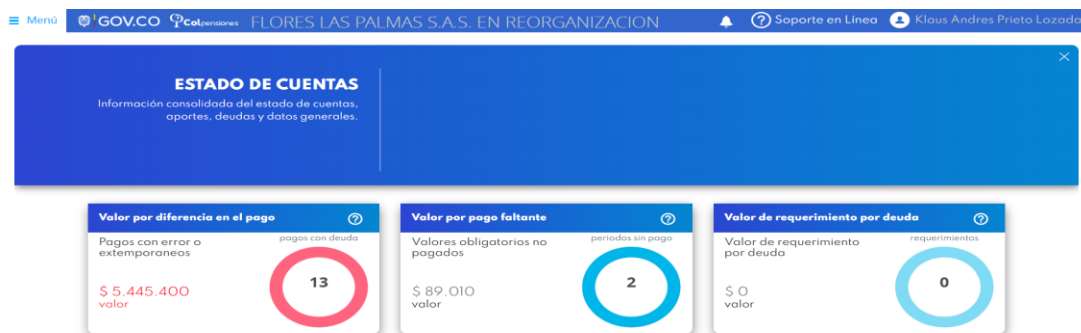 Menú GOV.CO Colpensiones FLORES LAS PALMAS S.A.S. EN REORGANIZACION Soporte en Línea Klaus Andres Prieto Lozada
ESTADO DE CUENTAS
Información consolidada del estado de cuentas,
aportes, deudas y datos generales.
Valor por diferencia en el pago
pagos con deuda
Pagos con error o
extemporaneos
13
$ 5.445.400
valor
Valor por pago faltante
periodos sin pago
Valores obligatorios no
pagados
2
$ 89.010
valor
Valor de requerimiento por deuda
requerimientos
Valor de requerimiento
por deuda
0
$ 0
valor